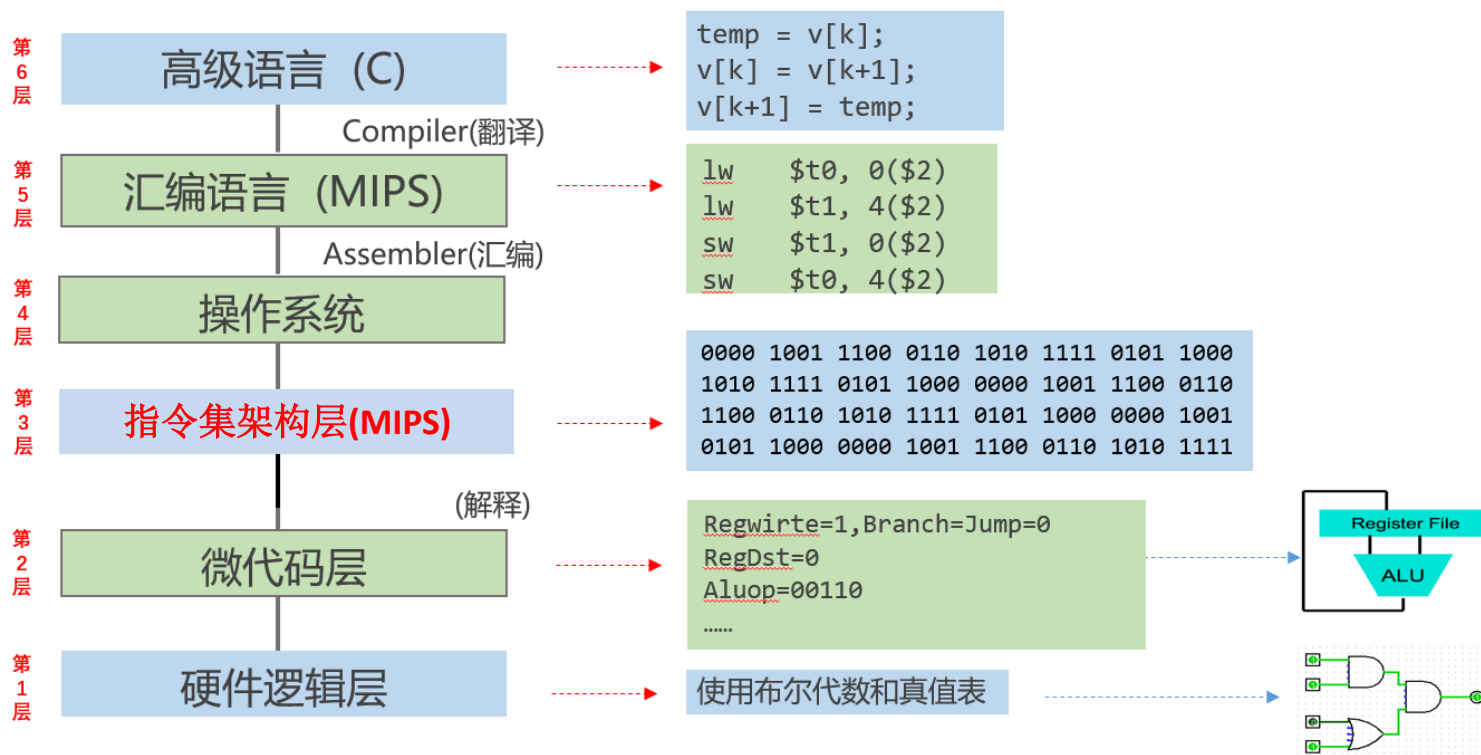 第6层
高级语言 (C)
temp = v[k];
v[k] = v[k+1];
v[k+1] = temp;
Compiler(翻译)
第5层
汇编语言 (MIPS)
lw $t0, 0($2)
lw $t1, 4($2)
sw $t1, 0($2)
sw $t0, 4($2)
Assembler(汇编)
第4层
操作系统
第3层
指令集架构层(MIPS)
0000 1001 1100 0110 1010 1111 0101 1000
1010 1111 0101 1000 0000 1001 1100 0110
1100 0110 1010 1111 0101 1000 0000 1001
0101 1000 0000 1001 1100 0110 1010 1111
(解释)
第2层
微代码层
Regwirte=1,Branch=Jump=0
RegDst=0
Aluop=00110
……
Register File
ALU
第1层
硬件逻辑层
使用布尔代数和真值表